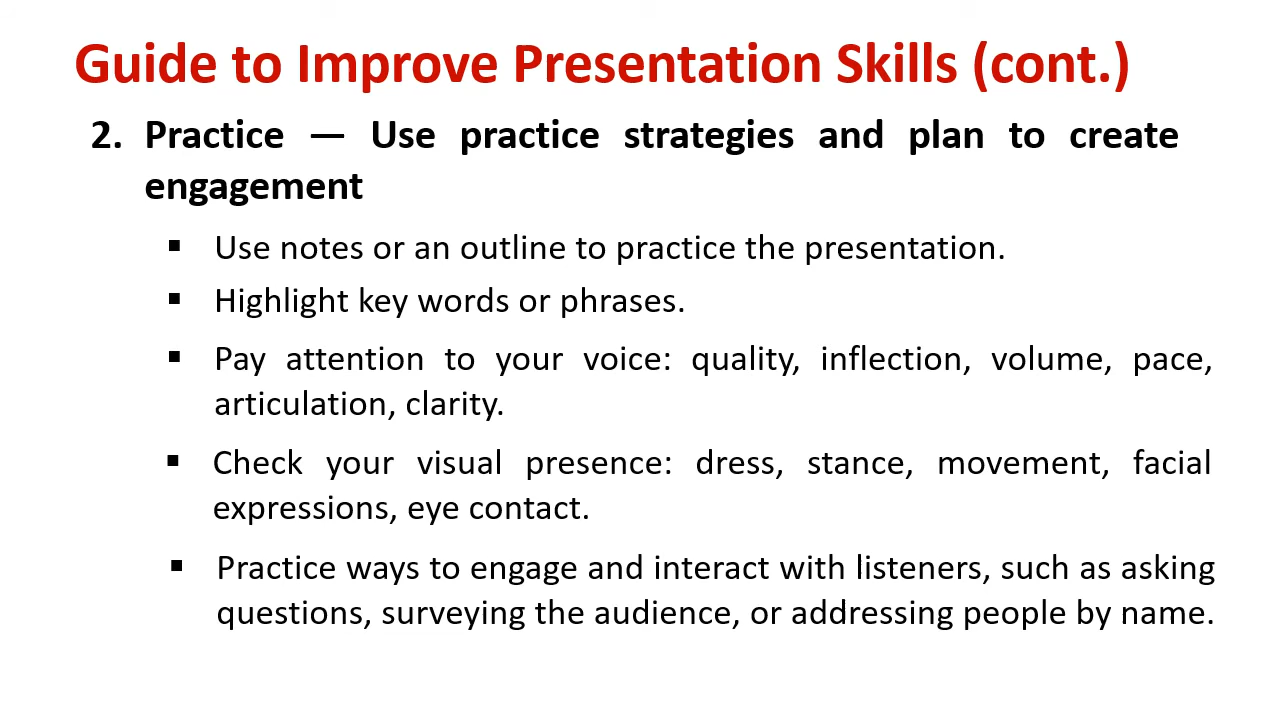 Guide to Improve Presentation Skills (cont.)
2. Practice — Use practice strategies and plan to create
engagement
▪ Use notes or an outline to practice the presentation.
▪ Highlight key words or phrases.
▪ Pay attention to your voice: quality, inflection, volume, pace,
articulation, clarity.
▪ Check your visual presence: dress, stance, movement, facial
expressions, eye contact.
▪ Practice ways to engage and interact with listeners, such as asking
questions, surveying the audience, or addressing people by name.